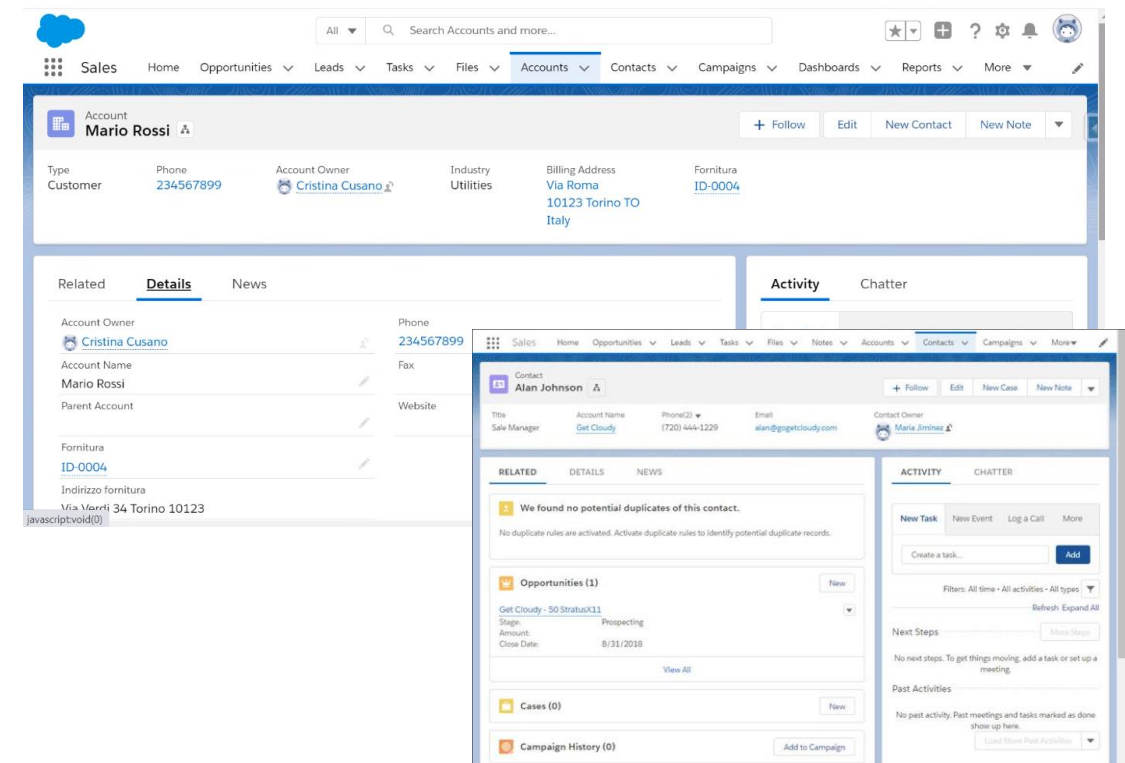 All
Search Accounts and more...
Sales Home Opportunities Leads Tasks Files Accounts Contacts Campaigns Dashboards Reports More
Account
Mario Rossi
+ Follow Edit New Contact New Note
Type Phone Account Owner Industry Billing Address Fornitura
Customer 234567899 Cristina Cusano Utilities Via Roma ID-0004
10123 Torino TO
Italy
Related Details News
Activity Chatter
Account Owner Phone
Cristina Cusano 234567899
Account Name Fax
Mario Rossi
Parent Account Website
Fornitura
ID-0004
Indirizzo fornitura
Via Verdi 34 Torino 10123
javascript:void(0)
Sales Home Opportunities Leads Tasks Files Notes Accounts Contacts Campaigns More
Contact
Alan Johnson
+ Follow Edit New Case New Note
Title Account Name Phone(2) Email Contact Owner
Sale Manager Get Cloudy (720) 444-1229 alan@gogetcloudy.com Maria Jiminez
RELATED DETAILS NEWS
We found no potential duplicates of this contact.
No duplicate rules are activated. Activate duplicate rules to identify potential duplicate records.
Opportunities (1) New
Get Cloudy - 50 StratusX11
Stage: Prospecting
Amount:
Close Date: 8/31/2018
View All
Cases (0) New
Campaign History (0) Add to Campaign
ACTIVITY CHATTER
New Task New Event Log a Call More
Create a task... Add
Filters: All time • All activities • All types
Refresh Expand All
Next Steps More Steps
No next steps. To get things moving, add a task or set up a
meeting.
Past Activities
No past activity. Past meetings and tasks marked as done
show up here.
Load More Past Activities